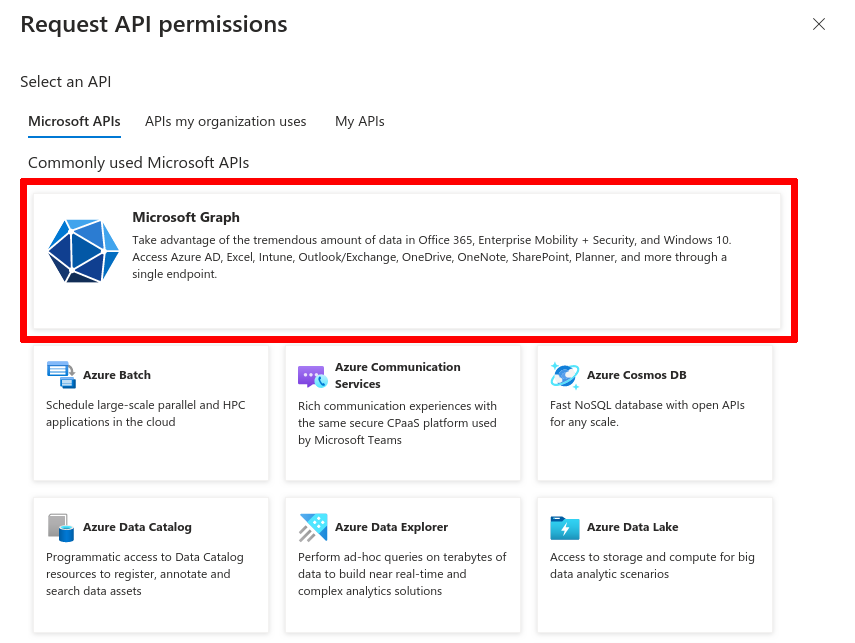 Request API permissions
Select an API
Microsoft APIs APIs my organization uses My APIs
Commonly used Microsoft APIs
Microsoft Graph
Take advantage of the tremendous amount of data in Office 365, Enterprise Mobility + Security, and Windows 10.
Access Azure AD, Excel, Intune, Outlook/Exchange, OneDrive, OneNote, SharePoint, Planner, and more through a
single endpoint.
Azure Batch
Schedule large-scale parallel and HPC
applications in the cloud
Azure Communication
Services
Rich communication experiences with
the same secure CPaaS platform used
by Microsoft Teams
Azure Cosmos DB
Fast NoSQL database with open APIs
for any scale.
Azure Data Catalog
Programmatic access to Data Catalog
resources to register, annotate and
search data assets
Azure Data Explorer
Perform ad-hoc queries on terabytes of
data to build near real-time and
complex analytics solutions
Azure Data Lake
Access to storage and compute for big
data analytic scenarios